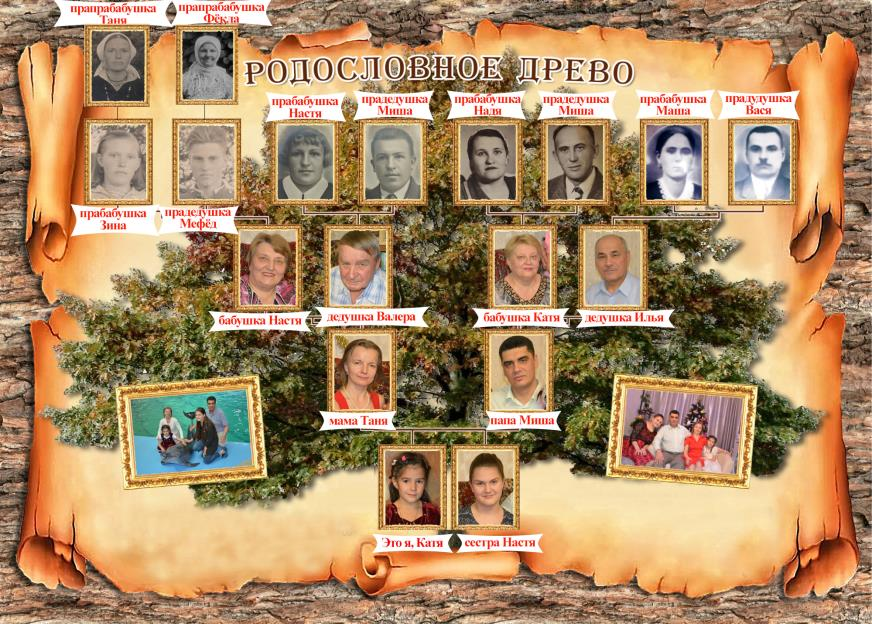 прапрабабушка
Таня
прапрабабушка
Фёкла
РОДОСЛОВНОЕ ДРЕВО
прабабушка
Настя
прадедушка
Миша
прабабушка
Надя
прадедушка
Миша
прабабушка
Маша
прадудушка
Вася
прабабушка
Зина
прадедушка
Мефёд
бабушка Настя
дедушка Валера
бабушка Катя
дедушка Илья
мама Таня
папа Миша
Это я, Катя
сестра Настя